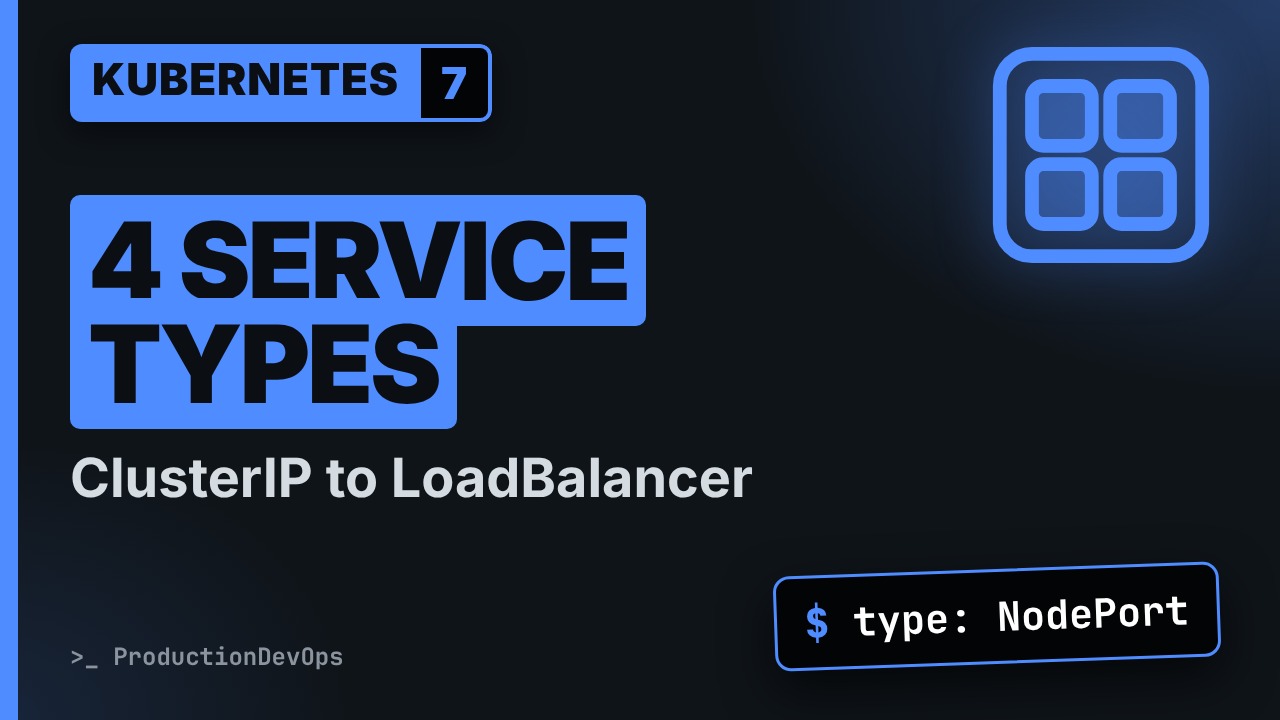 KUBERNETES 7
4 SERVICE
TYPES
ClusterIP to LoadBalancer
$ type: NodePort
>_ ProductionDevOps